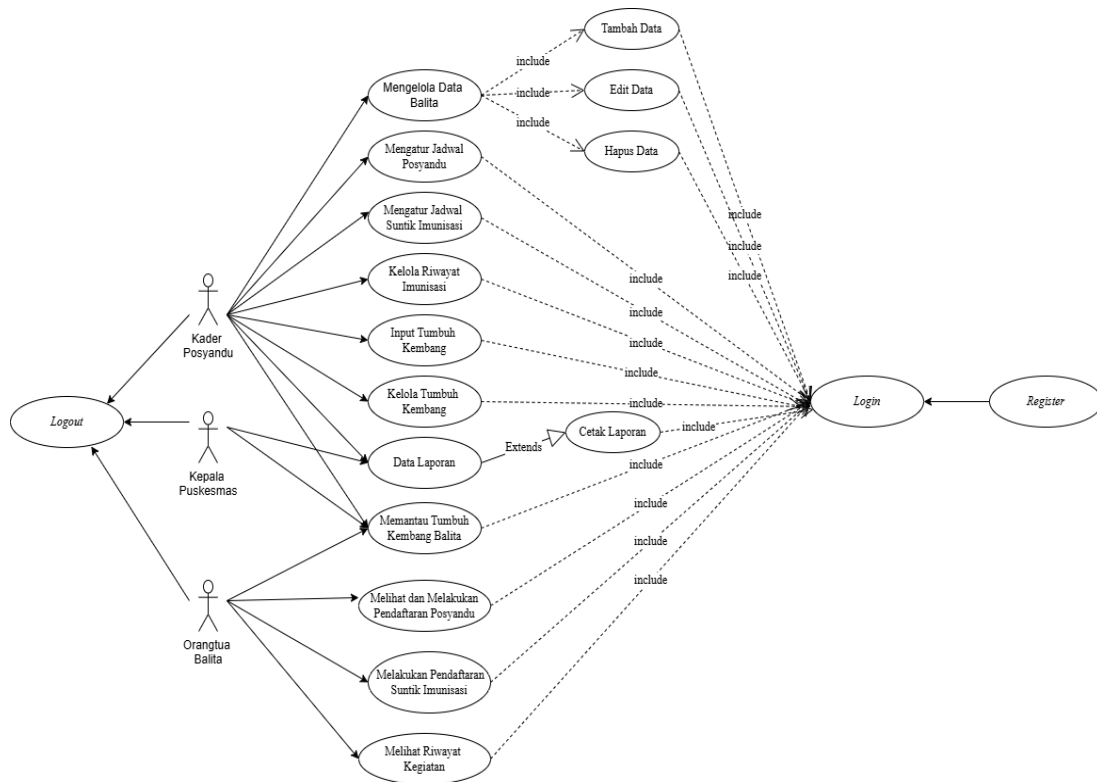 Tambah Data
include
Mengelola Data
Balita
include
Edit Data
include
Hapus Data
Mengatur Jadwal
Posyandu
Mengatur Jadwal
Suntik Imunisasi
include
include
include
include
Kelola Riwayat
Imunisasi
include
include
Kader
Posyandu
Input Tumbuh
Kembang
include
Kelola Tumbuh
Kembang
include
Login
Register
Logout
Cetak Laporan
include
Extends
Data Laporan
include
Kepala
Puskesmas
Memantau Tumbuh
Kembang Balita
include
include
include
Melihat dan Melakukan
Pendaftaran Posyandu
Orangtua
Balita
Melakukan Pendaftaran
Suntik Imunisasi
Melihat Riwayat
Kegiatan